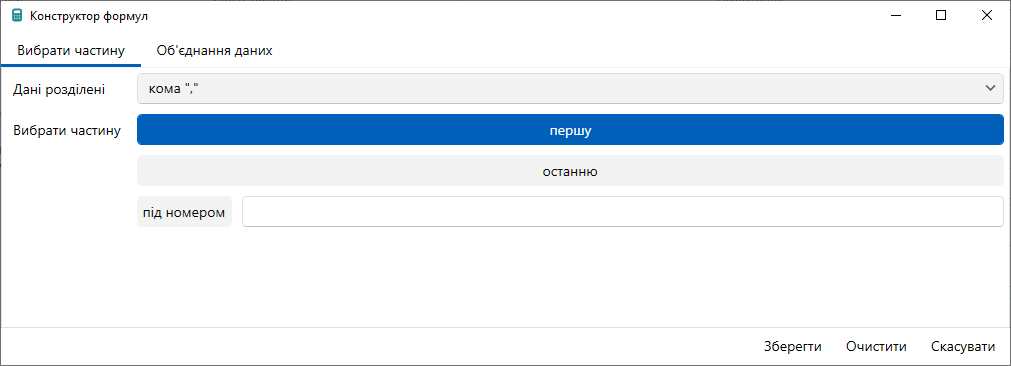 Конструктор формул
Вибрати частину Об'єднання даних
Дані розділені кома ","
Вибрати частину першу
останню
під номером
Зберегти Очистити Скасувати